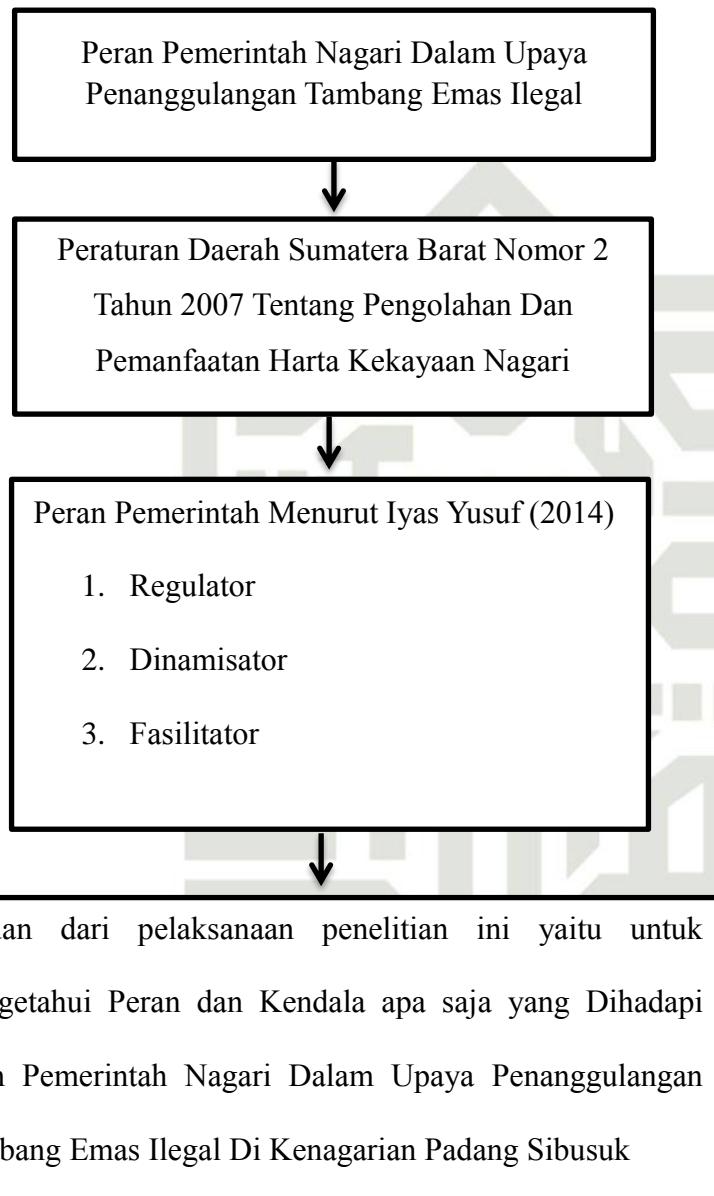 Peran Pemerintah Nagari Dalam Upaya
Penanggulangan Tambang Emas Ilegal
Peraturan Daerah Sumatera Barat Nomor 2
Tahun 2007 Tentang Pengolahan Dan
Pemanfaatan Harta Kekayaan Nagari
Peran Pemerintah Menurut Iyas Yusuf (2014)
1. Regulator
2. Dinamisator
3. Fasilitator
dari pelaksanaan penelitian ini yaitu untuk
Peran dan Kendala apa saja yang Dihadapi
Pemerintah Nagari Dalam Upaya Penanggulangan
Emas Ilegal Di Kenagarian Padang Sibusuk